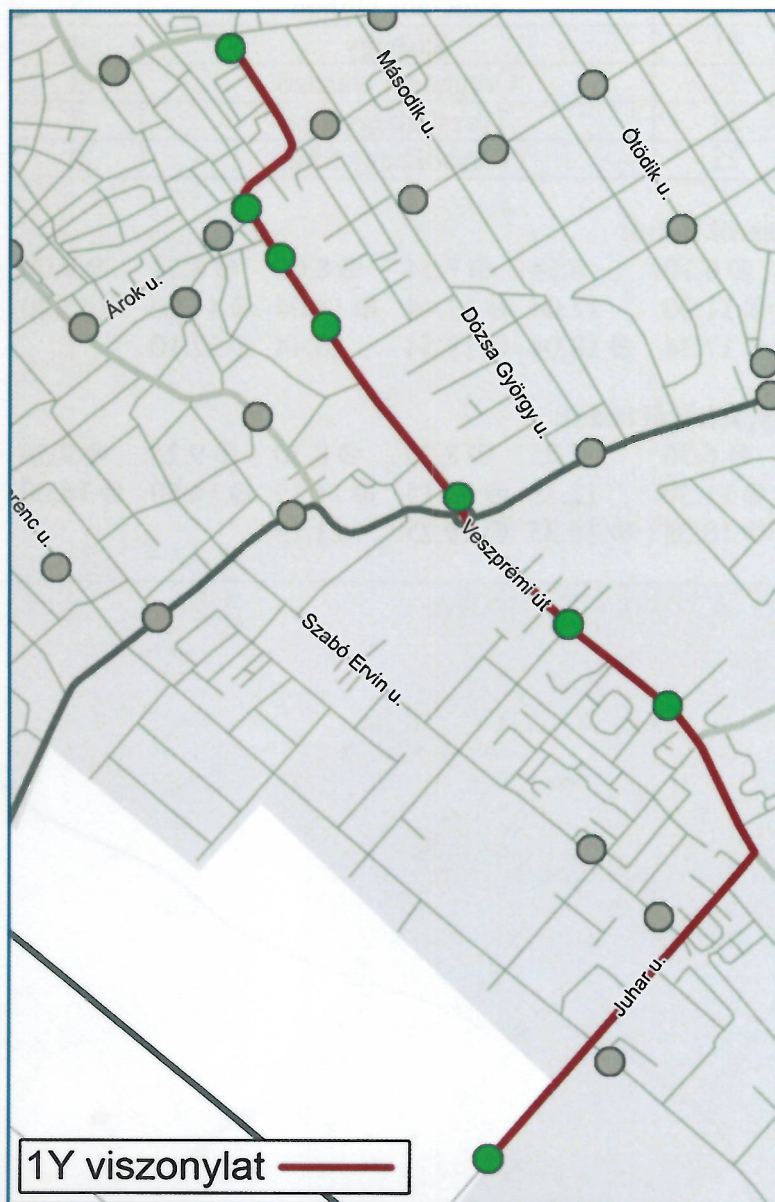 Második u.
Ötödik u.
Árok u.
Dózsa György u.
renc u.
Veszprémi út
Szabó Ervin u.
Juhar u.
1Y viszonylat